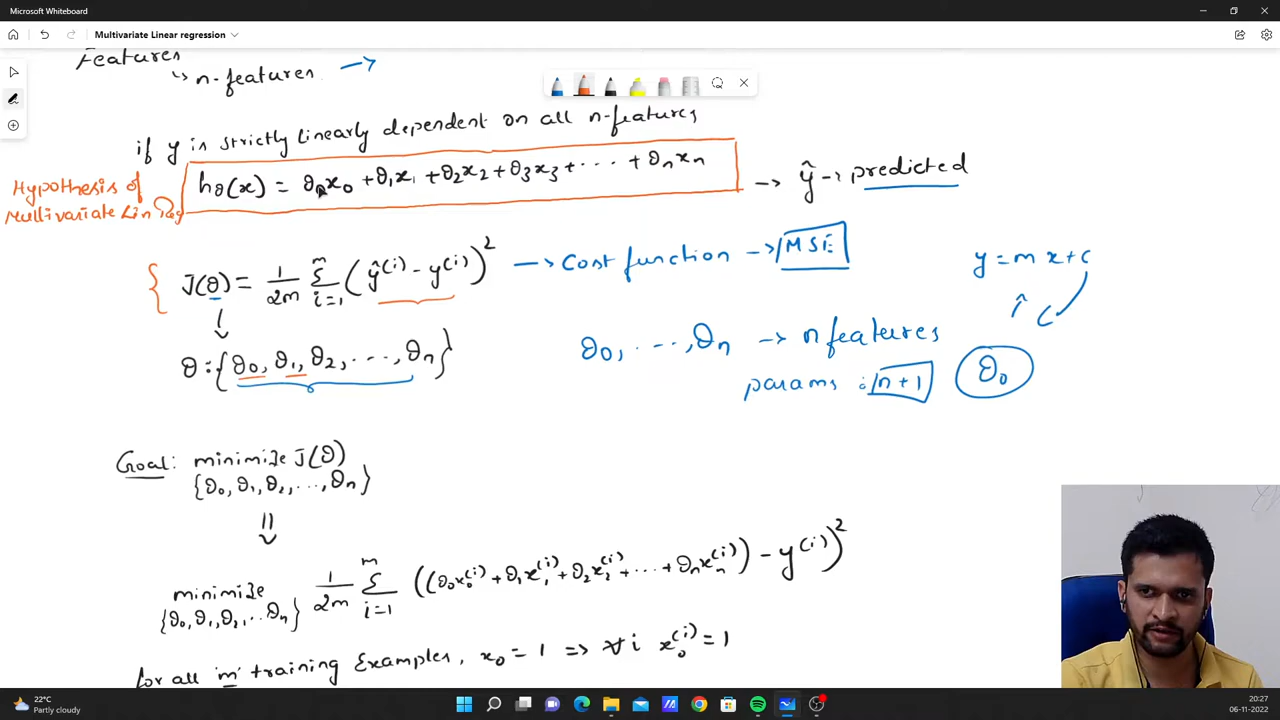 Microsoft Whiteboard
Multivariate Linear regression
Features
↳ n-features →
if y is strictly linearly dependent on all n-features
Hypothesis of
Multivariate Lin Reg
hθ(x) = θ0x0 + θ1x1 + θ2x2 + θ3x3 + ... + θnxn → ŷ → predicted
J(θ) = 1/2m Σ i=1 m (ŷ(i) - y(i))² → Cost function → MSE
y = m x + c
θ : {θ0, θ1, θ2, ..., θn}
θ0, ..., θn → n features
params : n+1
θ0
Goal: minimize J(θ)
{θ0, θ1, θ2, ..., θn}
minimize 1/2m Σ i=1 m ((θ0x0(i) + θ1x1(i) + θ2x2(i) + ... + θnxn(i)) - y(i))²
{θ0, θ1, θ2, .. θn}
for all 'm' training Examples, x0 = 1 => ∀ i x0(i) = 1
22°C
Partly cloudy
20:27
06-11-2022